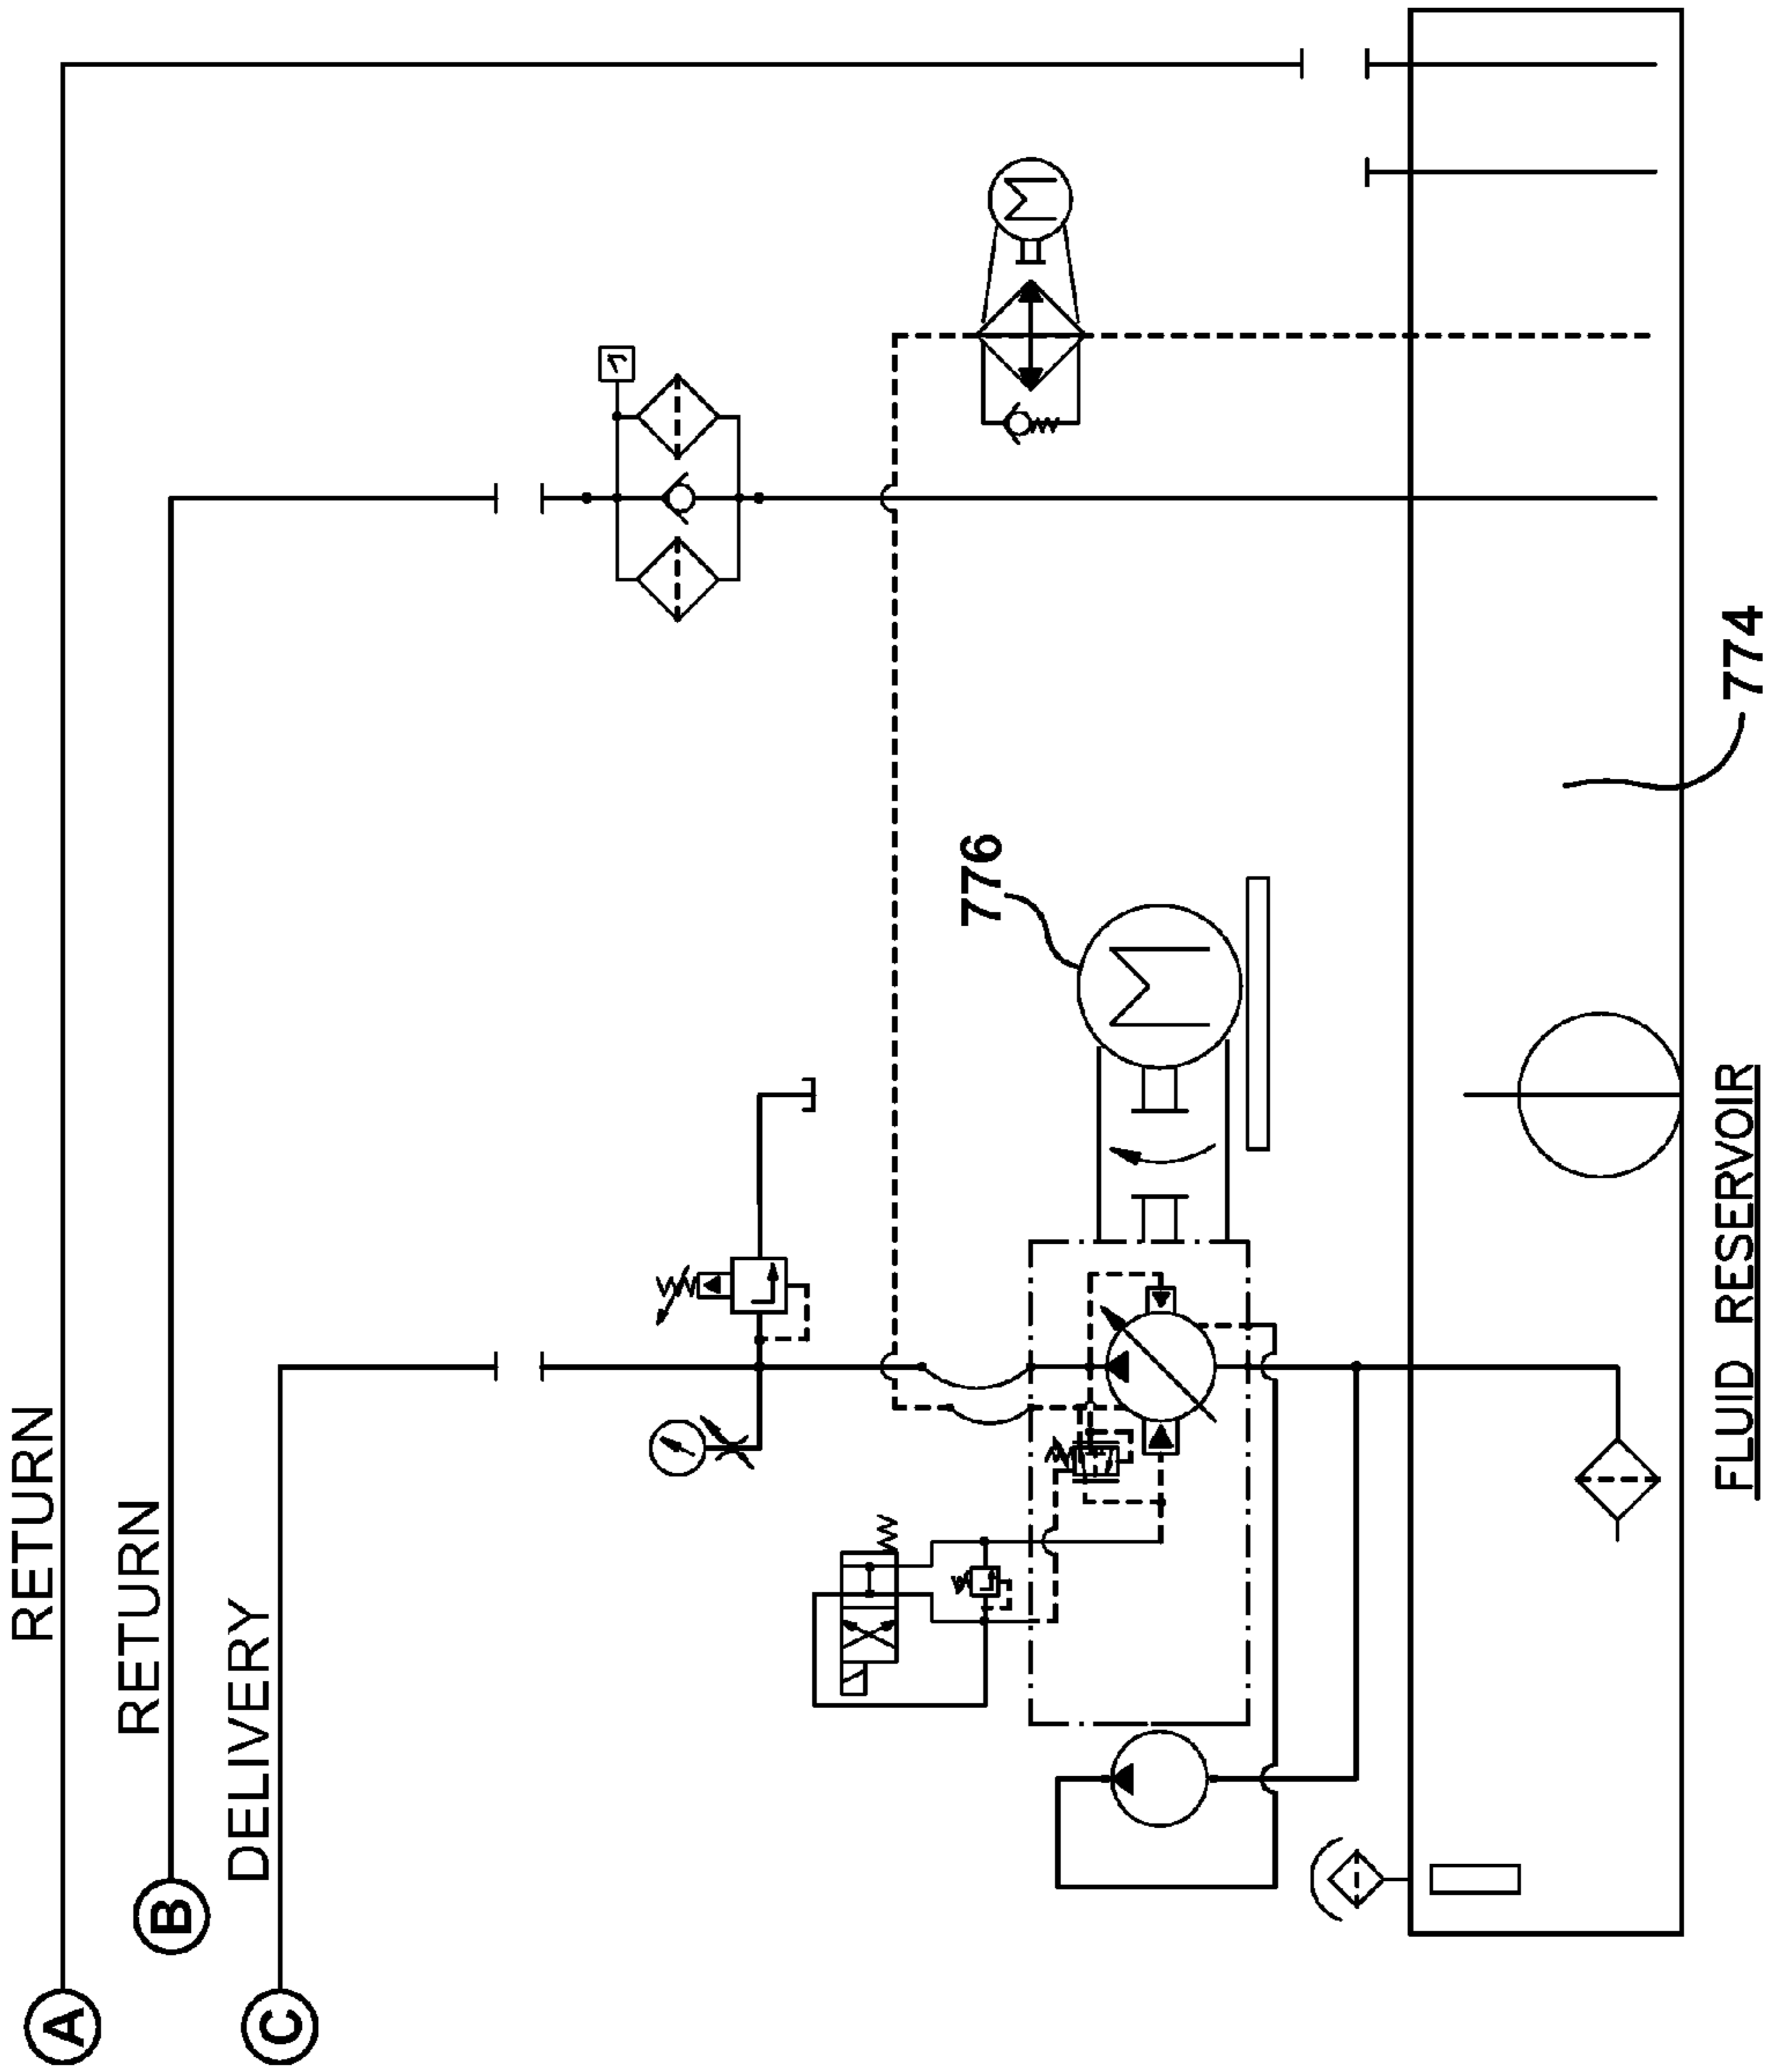 RETURN
A
RETURN
B
DELIVERY
C
M
776
M
774
FLUID RESERVOIR